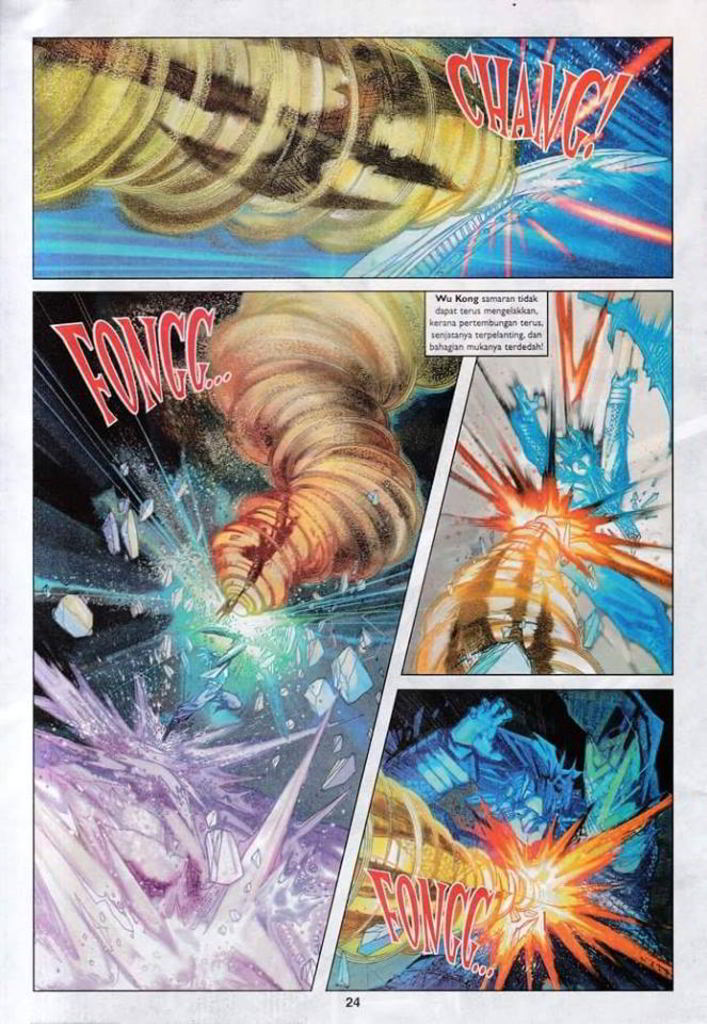 CHANG!
FONGG...
Wu Kong samaran tidak
dapat terus mengelakkan,
kerana pertembungan terus,
senjatanya terpelanting, dan
bahagian mukanya terdedah!
FONGG...
24